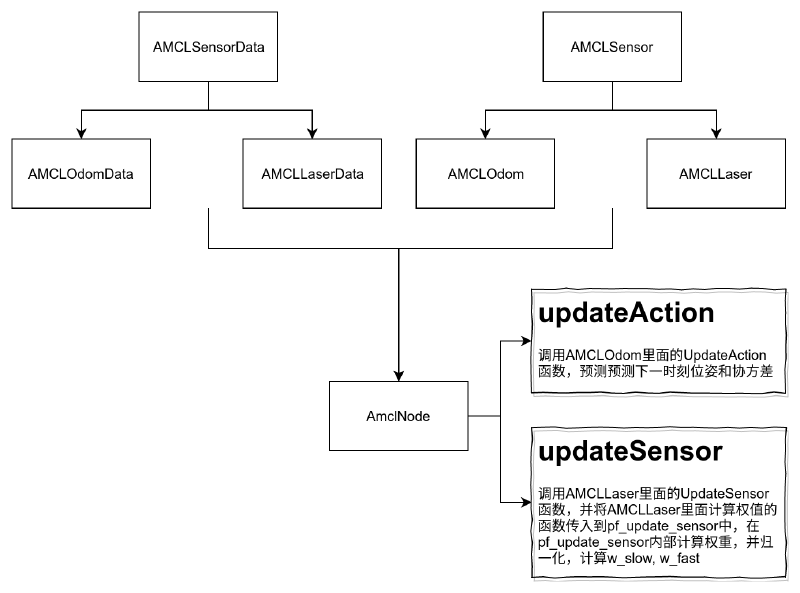 AMCLSensorData
AMCLSensor
AMCLOdomData
AMCLLaserData
AMCLOdom
AMCLLaser
updateAction
调用AMCLOdom里面的UpdateAction
函数，预测预测下一时刻位姿和协方差
AmclNode
updateSensor
调用AMCLLaser里面的UpdateSensor
函数，并将AMCLLaser里面计算权值的
函数传入到pf_update_sensor中，在
pf_update_sensor内部计算权重，并归
一化，计算w_slow, w_fast